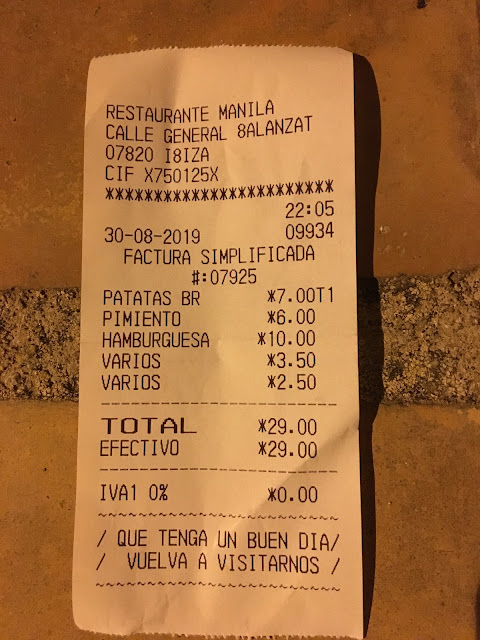 RESTAURANTE MANILA
CALLE GENERAL 8ALANZAT
07820 I8IZA
CIF X750125X
************************
22:05
30-08-2019 09934
FACTURA SIMPLIFICADA
#:07925
PATATAS BR *7.00T1
PIMIENTO *6.00
HAMBURGUESA *10.00
VARIOS *3.50
VARIOS *2.50
------------------------
TOTAL *29.00
EFECTIVO *29.00
------------------------
IVA1 0% *0.00
~~~~~~~~~~~~~~~~~~~~~~~~
/ QUE TENGA UN BUEN DIA/
/ VUELVA A VISITARNOS /
~~~~~~~~~~~~~~~~~~~~~~~~